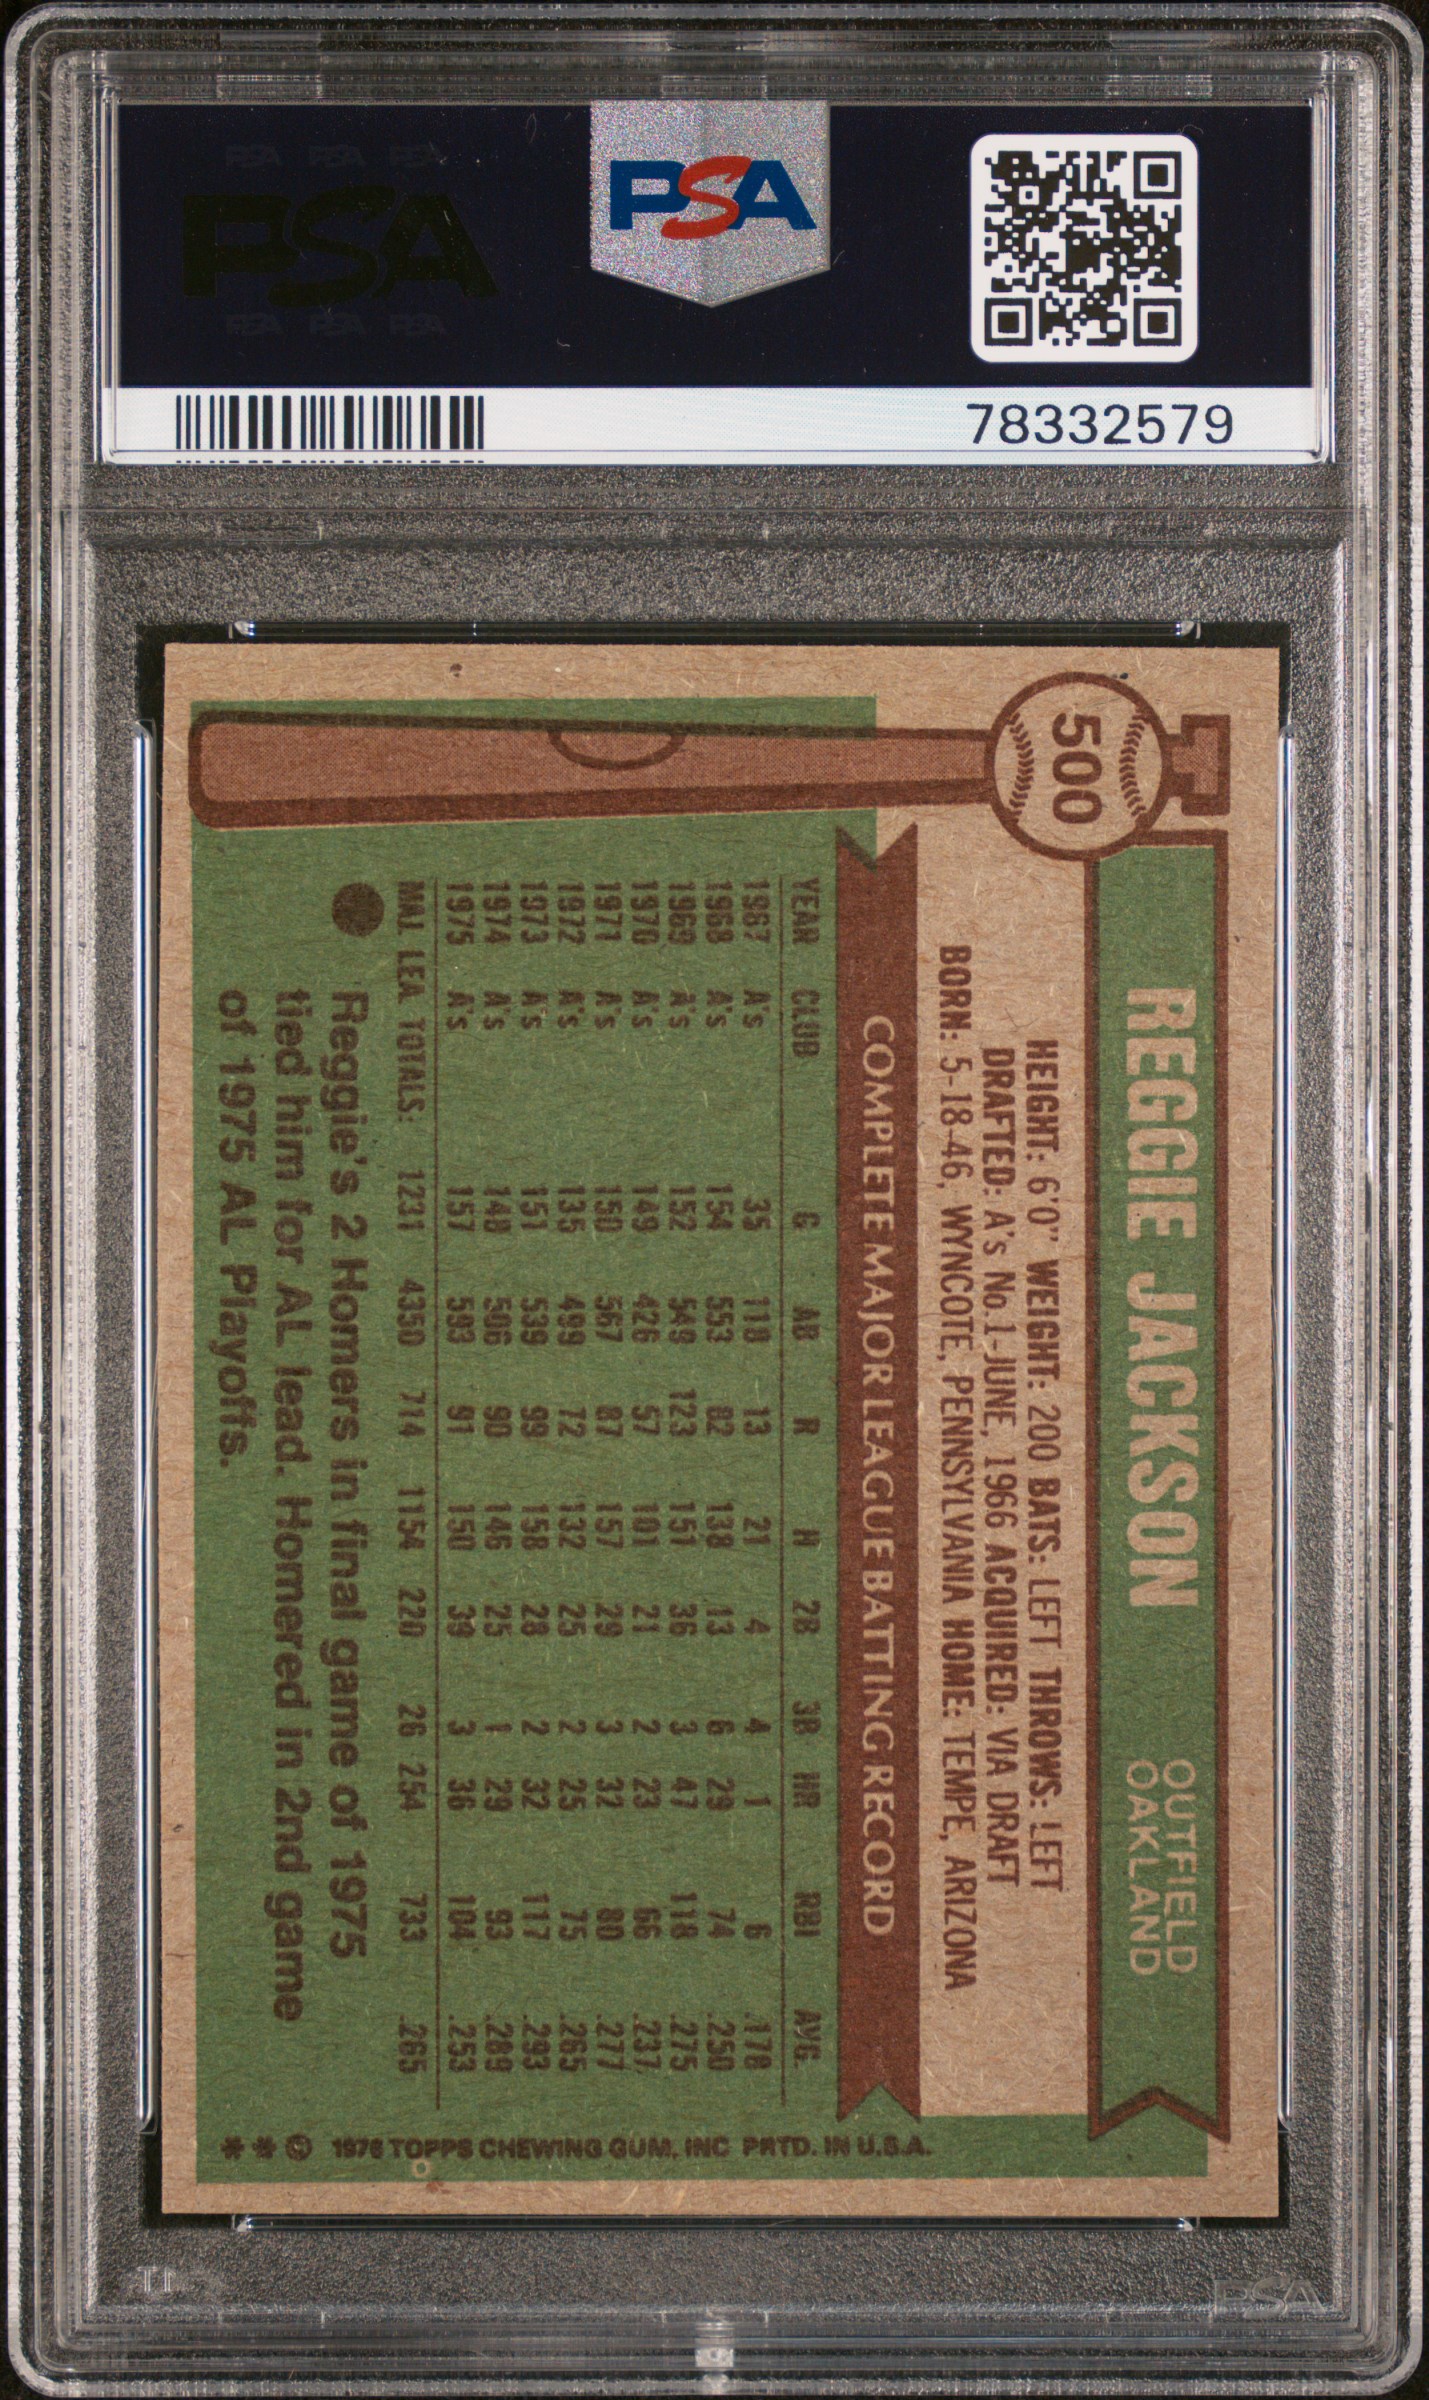 PSA PSA PSA
PSA
PSA PSA PSA
PSA
78332579
500
REGGIE JACKSON
OUTFIELD
OAKLAND
HEIGHT: 6'0" WEIGHT: 200 BATS: LEFT THROWS: LEFT
DRAFTED: A's No.1-JUNE, 1966 ACQUIRED: VIA DRAFT
BORN: 5-18-46, WYNCOTE, PENNSYLVANIA HOME: TEMPE, ARIZONA
COMPLETE MAJOR LEAGUE BATTING RECORD
YEAR CLUB G AB R H 2B 3B HR RBI AVG.
1967 A's 35 118 13 21 4 4 1 6 .178
1968 A's 154 553 82 138 13 6 29 74 .250
1969 A's 152 549 123 151 36 3 47 118 .275
1970 A's 149 426 57 101 21 2 23 66 .237
1971 A's 150 567 87 157 29 3 32 80 .277
1972 A's 135 499 72 132 25 2 25 75 .265
1973 A's 151 539 99 158 28 2 32 117 .293
1974 A's 148 506 90 146 25 1 29 93 .289
1975 A's 157 593 91 150 39 3 36 104 .253
MAJ. LEA. TOTALS: 1231 4350 714 1154 220 26 254 733 .265
Reggie's 2 Homers in final game of 1975
tied him for AL lead. Homered in 2nd game
of 1975 AL Playoffs.
* * © 1976 TOPPS CHEWING GUM, INC PRTD. IN U.S.A.
PSA